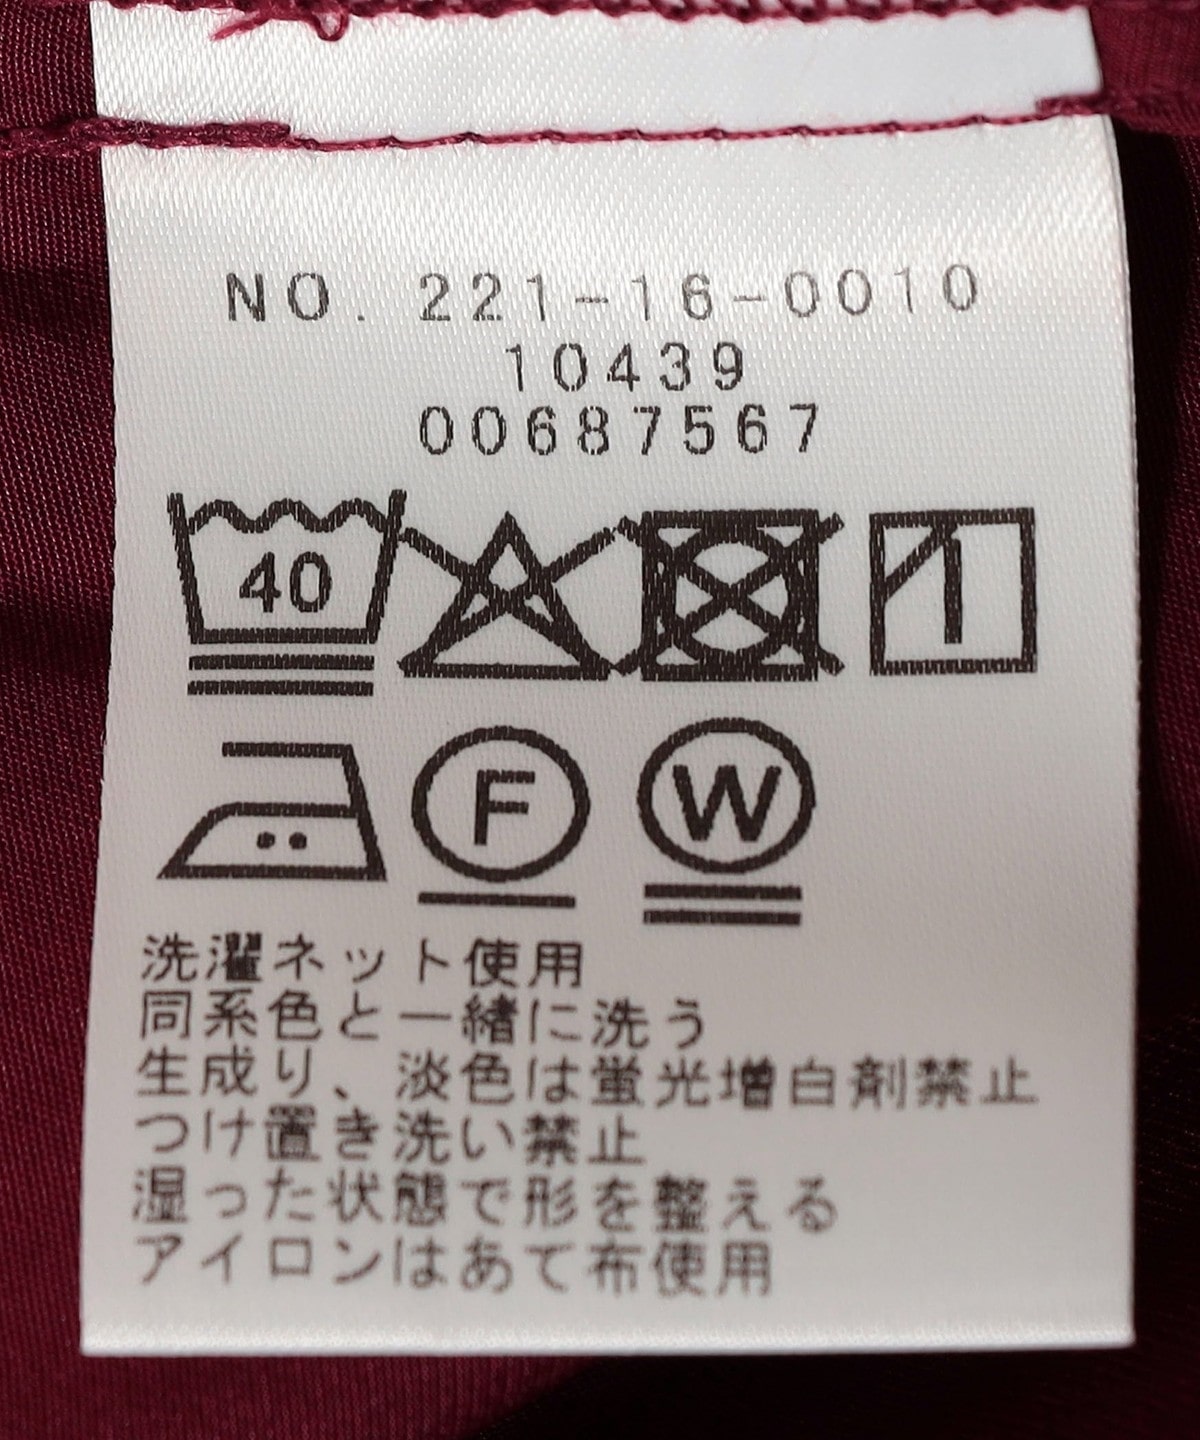 NO. 221-16-0010
10439
00687567
40
F W
洗濯ネット使用
同系色と一緒に洗う
生成り、淡色は蛍光増白剤禁止
つけ置き洗い禁止
湿った状態で形を整える
アイロンはあて布使用